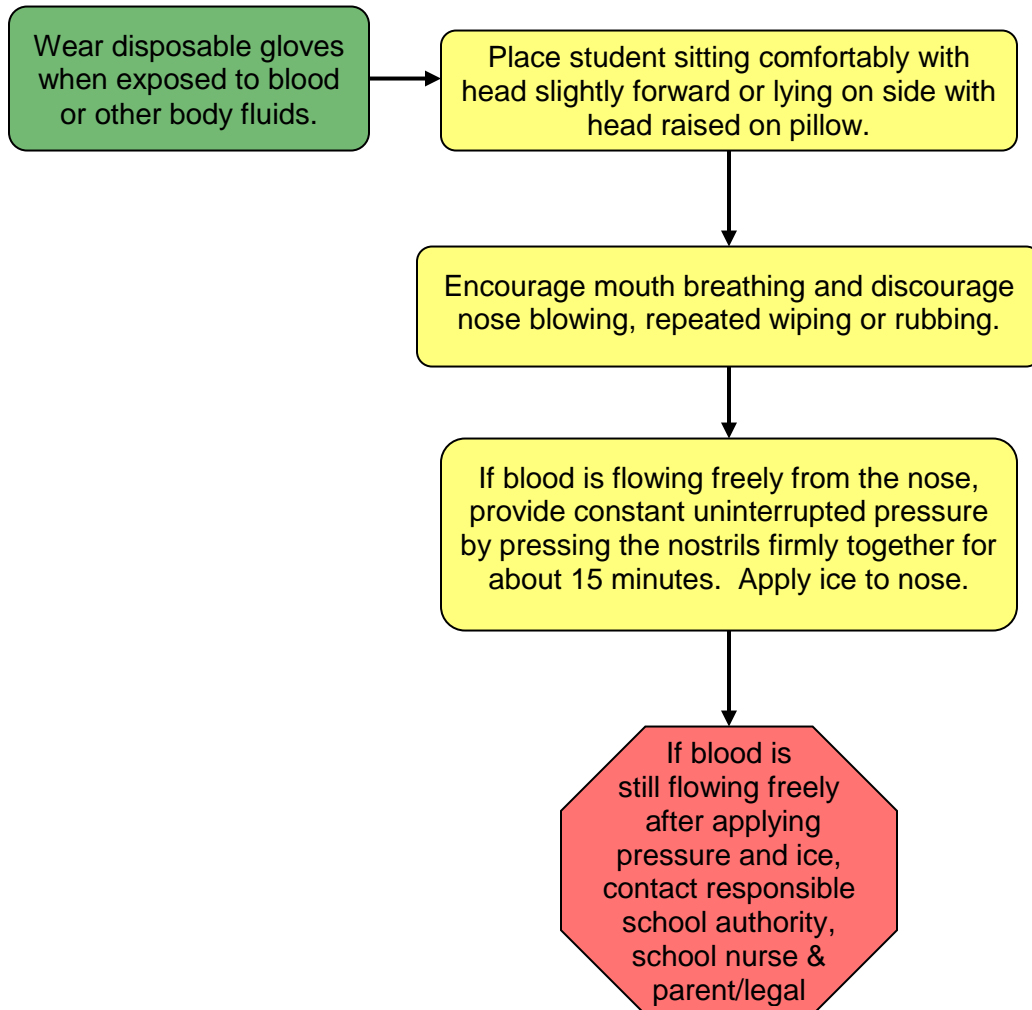 Wear disposable gloves
when exposed to blood
or other body fluids.
Place student sitting comfortably with
head slightly forward or lying on side with
head raised on pillow.
Encourage mouth breathing and discourage
nose blowing, repeated wiping or rubbing.
If blood is flowing freely from the nose,
provide constant uninterrupted pressure
by pressing the nostrils firmly together for
about 15 minutes.  Apply ice to nose.
If blood is
still flowing freely
after applying
pressure and ice,
contact responsible
school authority,
school nurse &
parent/legal